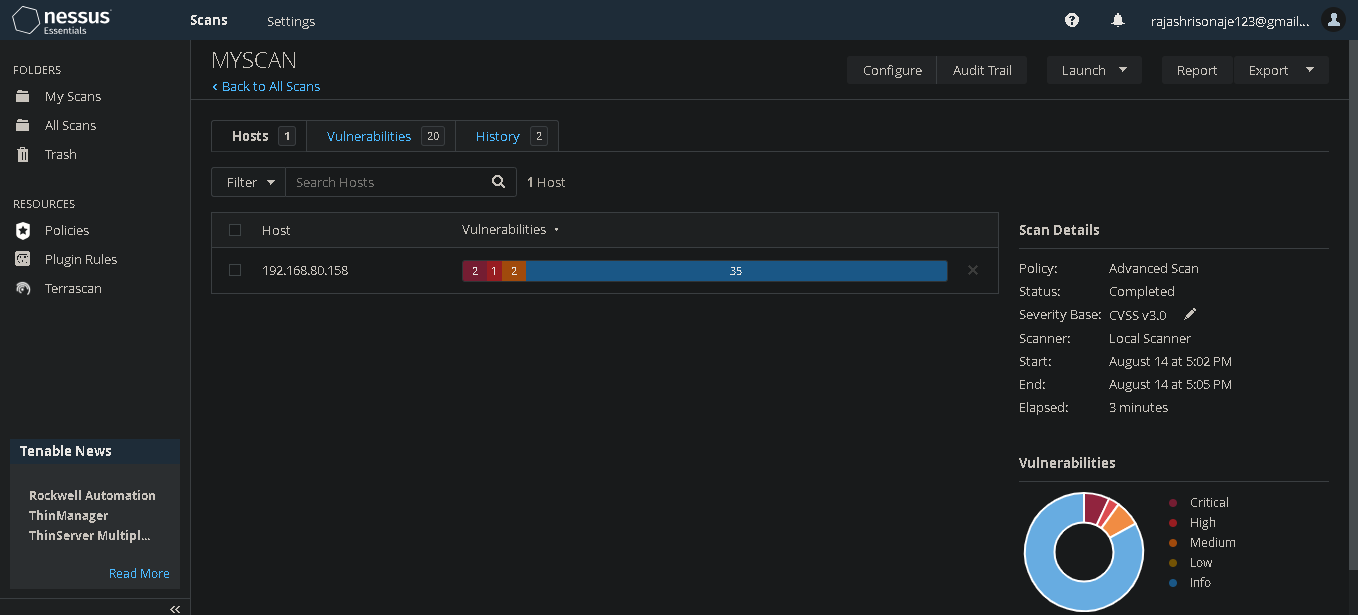 nessus Essentials
Scans Settings rajashrisonaje123@gmail...
FOLDERS
My Scans
All Scans
Trash
RESOURCES
Policies
Plugin Rules
Terrascan
Tenable News
Rockwell Automation
ThinManager
ThinServer Multipl...
Read More
MYSCAN
< Back to All Scans
Configure Audit Trail Launch Report Export
Hosts 1 Vulnerabilities 20 History 2
Filter Search Hosts 1 Host
Host Vulnerabilities
192.168.80.158 2 1 2 35
Scan Details
Policy: Advanced Scan
Status: Completed
Severity Base: CVSS v3.0
Scanner: Local Scanner
Start: August 14 at 5:02 PM
End: August 14 at 5:05 PM
Elapsed: 3 minutes
Vulnerabilities
Critical
High
Medium
Low
Info